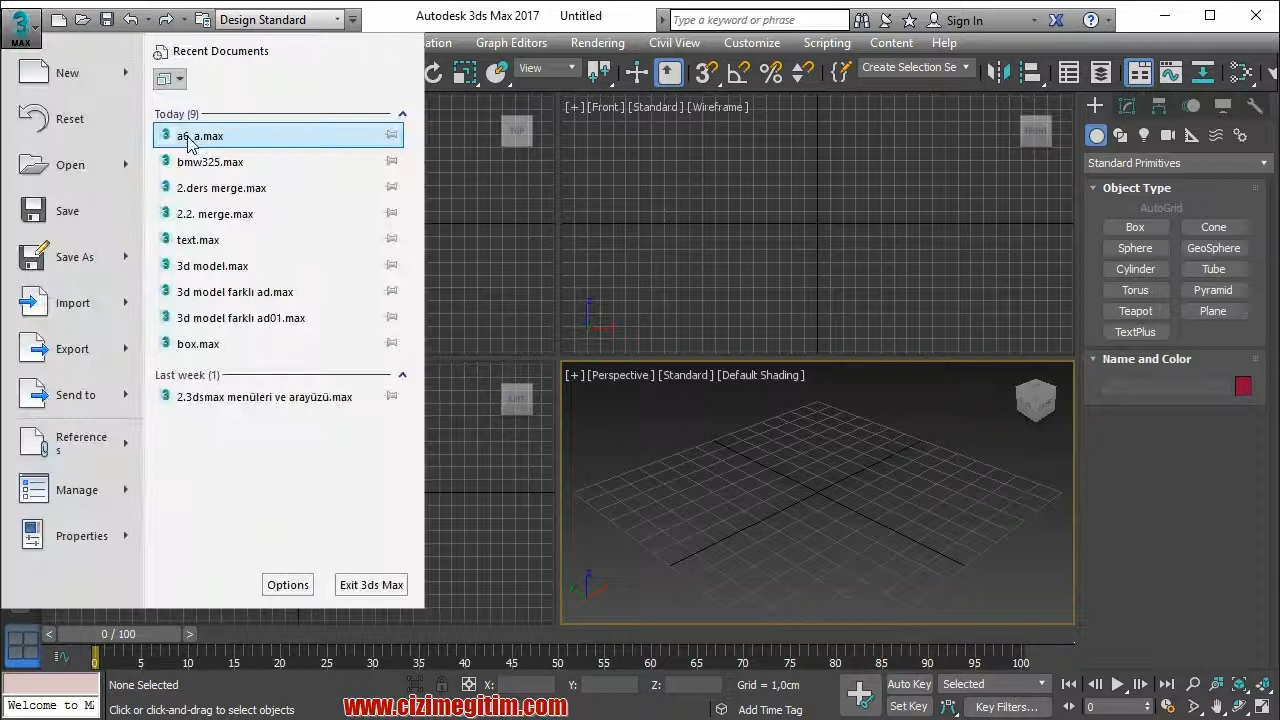 Design Standard
Autodesk 3ds Max 2017
Untitled
Type a keyword or phrase
Sign In
MAX
Graph Editors
Rendering
Civil View
Customize
Scripting
Content
Help
View
Create Selection Se
Recent Documents
New
Reset
Open
Save
Save As
Import
Export
Send to
Reference
s
Manage
Properties
Today (9)
a6_a.max
bmw325.max
2.ders merge.max
2.2. merge.max
text.max
3d model.max
3d model farklı ad.max
3d model farklı ad01.max
box.max
Last week (1)
2.3dsmax menüleri ve arayüzü.max
Options
Exit 3ds Max
TOP
[+] [Front] [Standard] [Wireframe]
FRONT
LEFT
[+] [Perspective] [Standard] [Default Shading]
z
z
Standard Primitives
Object Type
AutoGrid
Box
Cone
Sphere
GeoSphere
Cylinder
Tube
Torus
Pyramid
Teapot
Plane
TextPlus
Name and Color
< 0 / 100 >
0 5 10 15 20 25 30 35 40 45 50 55 60 65 70 75 80 85 90 95 100
None Selected
X:
Y:
Z:
Grid = 1,0cm
Auto Key
Selected
Welcome to
Click or click-and-drag to select objects
www.cizimegitim.com
Add Time Tag
Set Key
Key Filters...
0